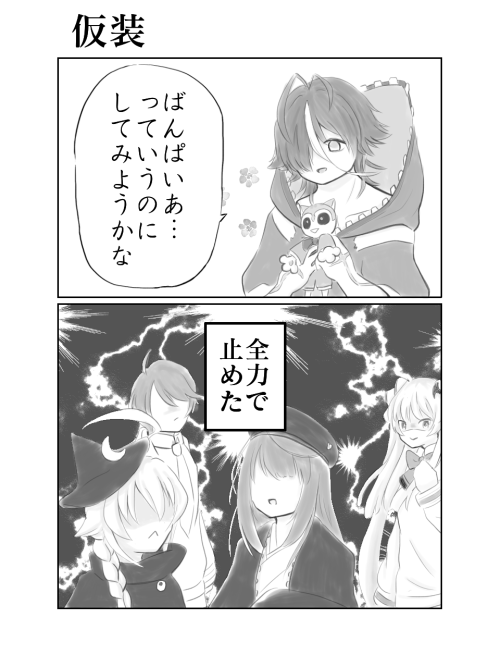 仮装
ばんぱいあ…
っていうのに
してみようかな
全力で
止めた